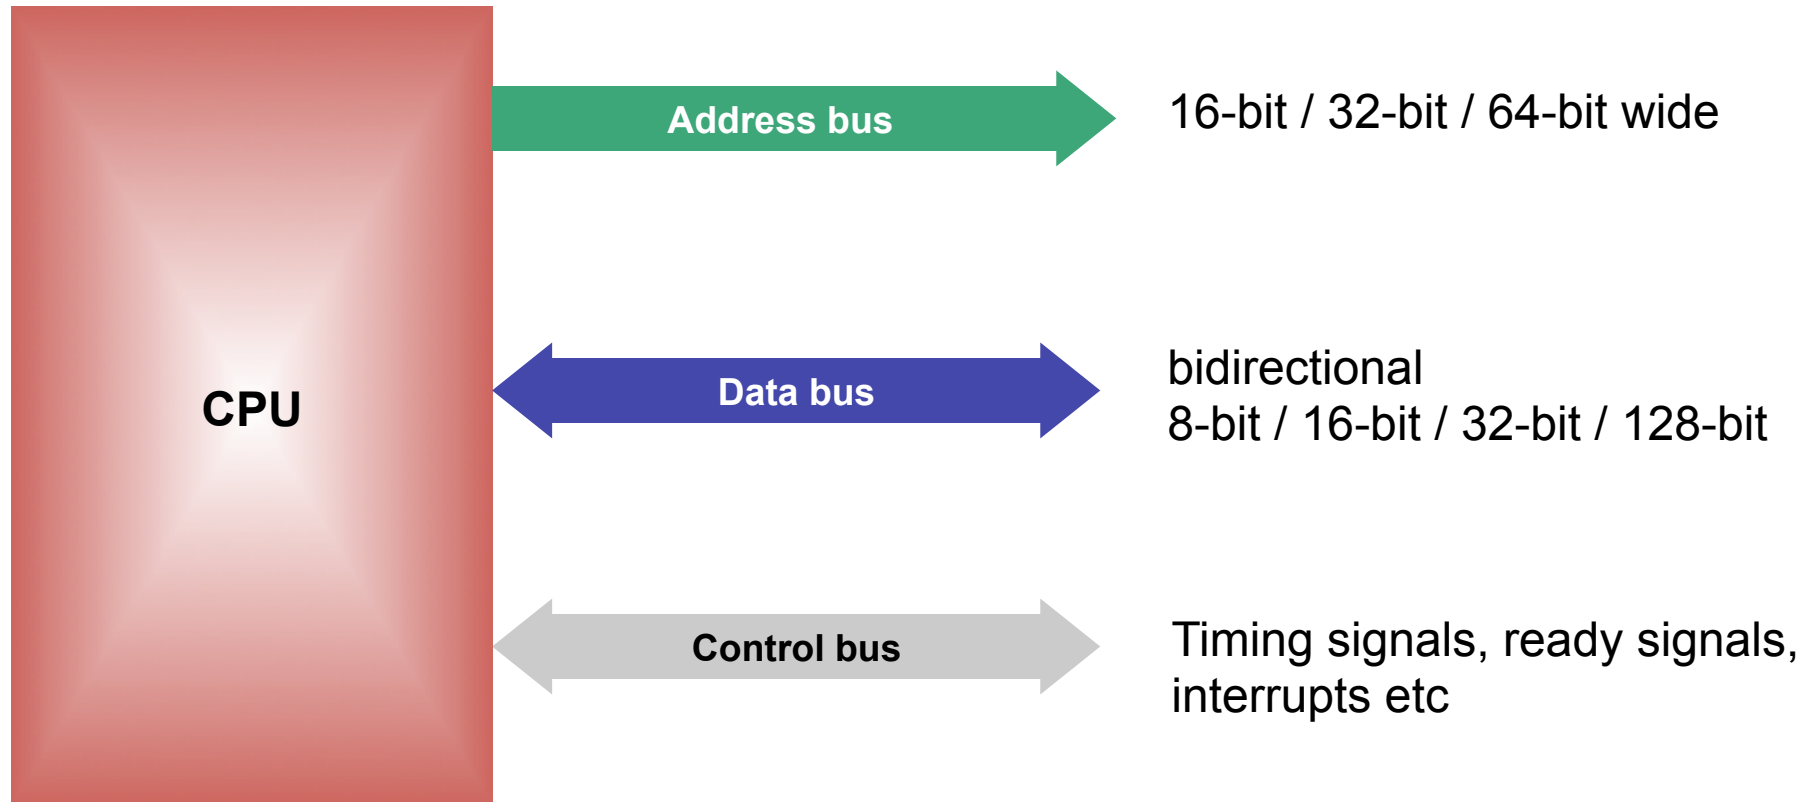 CPU
Address bus
16-bit / 32-bit / 64-bit wide
Data bus
bidirectional
8-bit / 16-bit / 32-bit / 128-bit
Control bus
Timing signals, ready signals,
interrupts etc